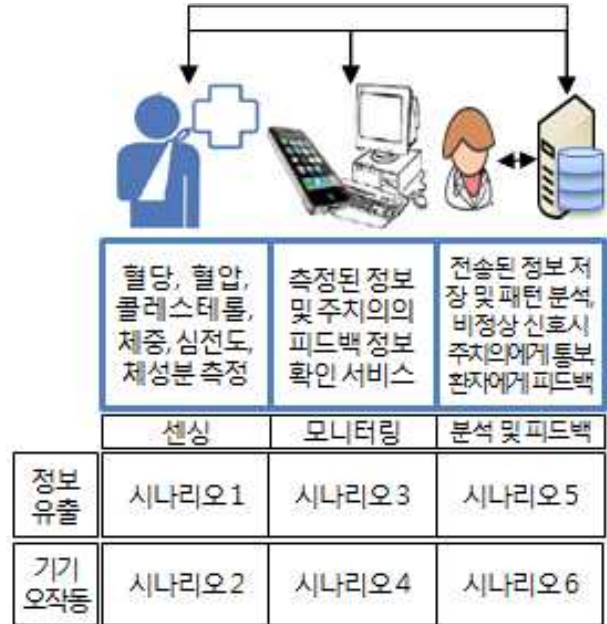 혈당, 혈압,
콜레스테롤,
체중, 심전도,
체성분 측정
측정된 정보
및 주치의의
피드백 정보
확인 서비스
전송된 정보 저
장 및 패턴 분석,
비정상 신호시
주치의에게 통보
환자에게 피드백
센싱 모니터링 분석 및 피드백
정보
유출
시나리오 1 시나리오 3 시나리오 5
기기
오작동
시나리오 2 시나리오 4 시나리오 6